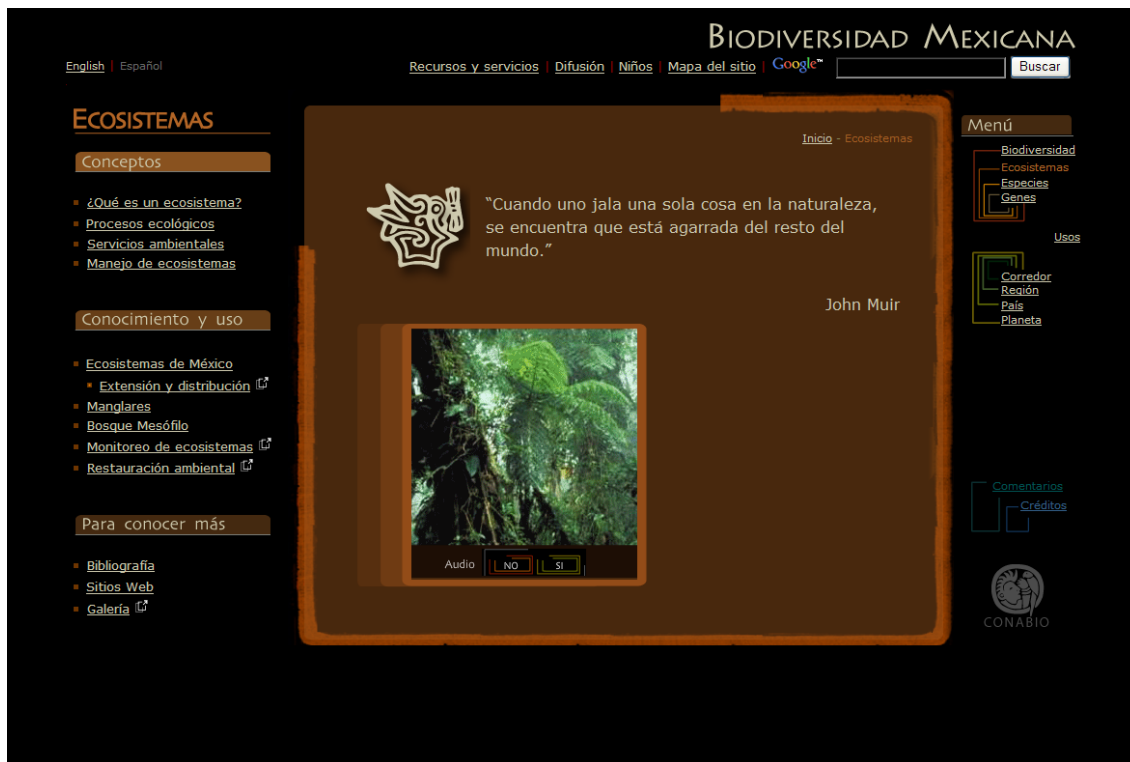 BIODIVERSIDAD MEXICANA
English | Español
Recursos y servicios | Difusión | Niños | Mapa del sitio | Google™ Buscar
ECOSISTEMAS
Conceptos
¿Qué es un ecosistema?
Procesos ecológicos
Servicios ambientales
Manejo de ecosistemas
Conocimiento y uso
Ecosistemas de México
Extensión y distribución
Manglares
Bosque Mesófilo
Monitoreo de ecosistemas
Restauración ambiental
Para conocer más
Bibliografía
Sitios Web
Galería
Inicio - Ecosistemas
“Cuando uno jala una sola cosa en la naturaleza,
se encuentra que está agarrada del resto del
mundo.”
John Muir
Audio NO SI
Menú
Biodiversidad
Ecosistemas
Especies
Genes
Usos
Corredor
Región
País
Planeta
Comentarios
Créditos
CONABIO